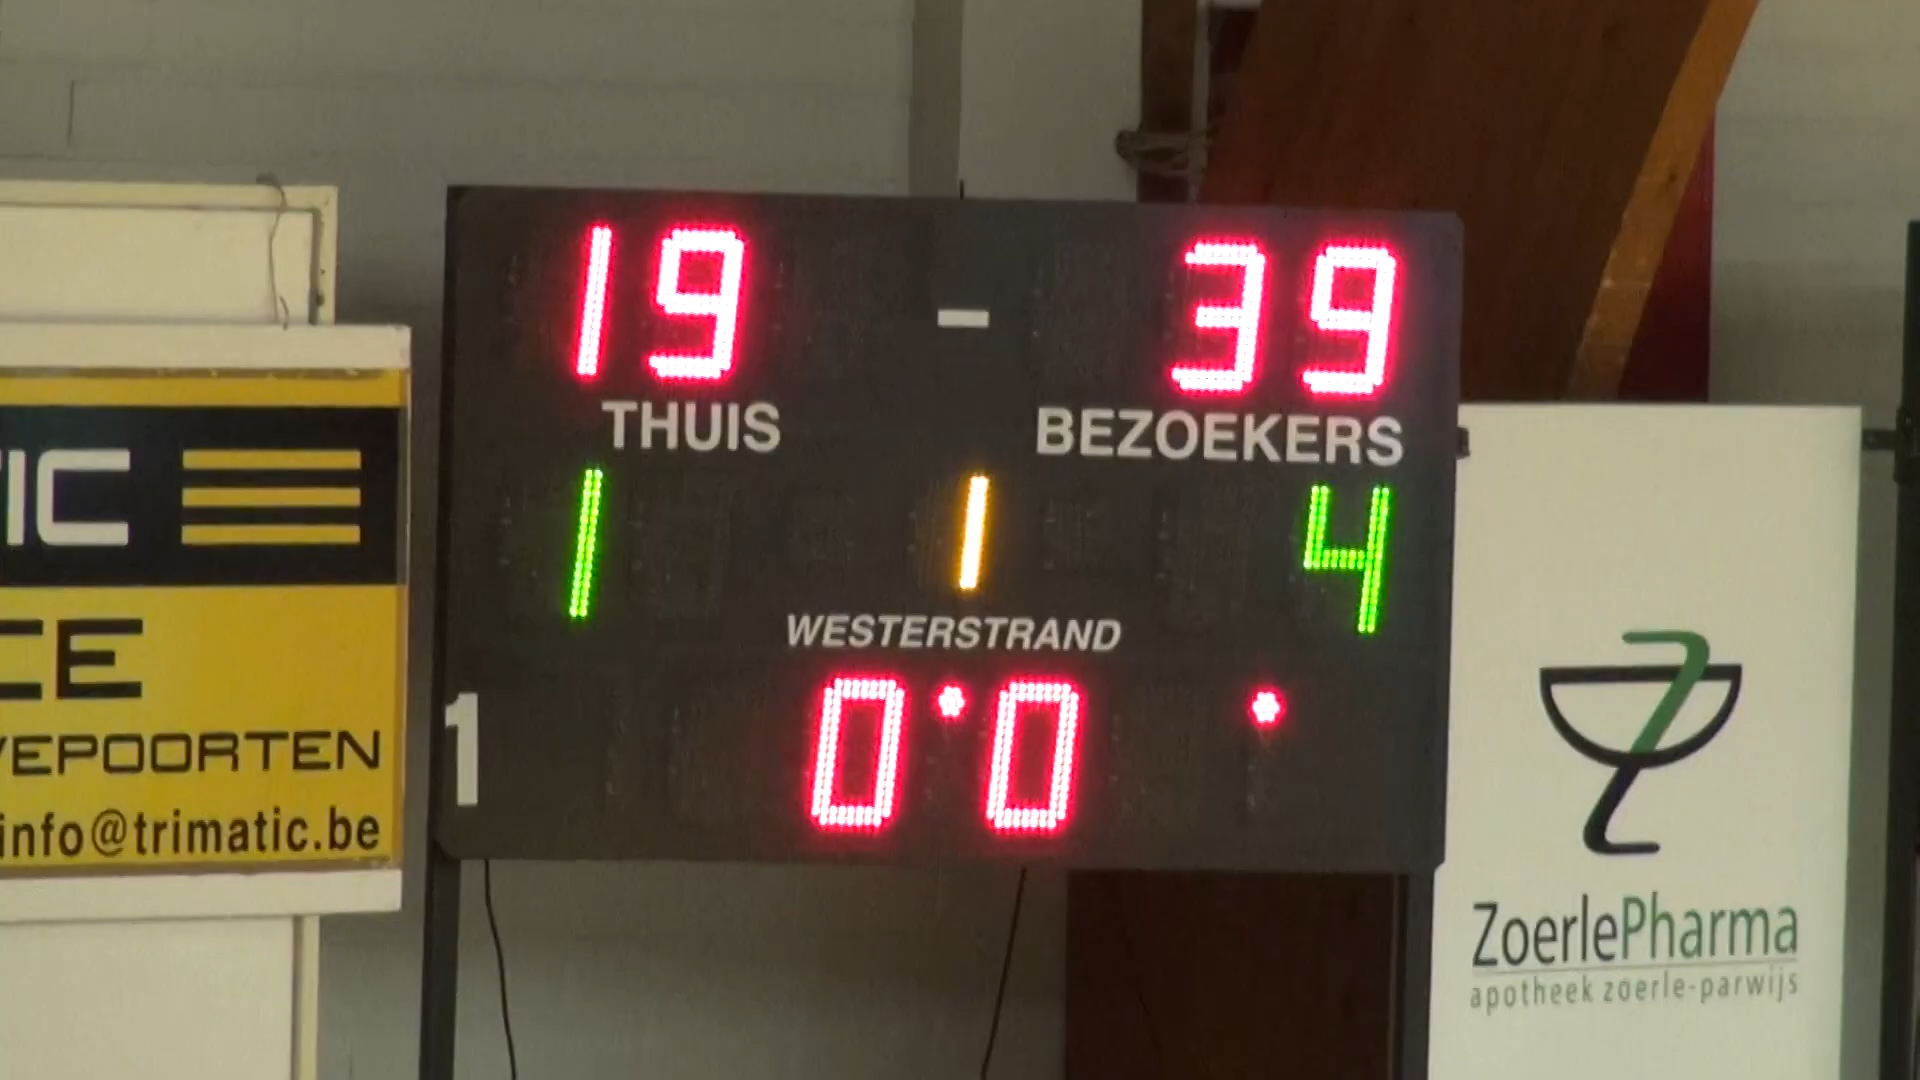 19 - 39
THUIS BEZOEKERS
1 1 4
WESTERSTRAND
1 0•0 •
IC
CE
VEPOORTEN
info@trimatic.be
ZoerlePharma
apotheek zoerle-parwijs